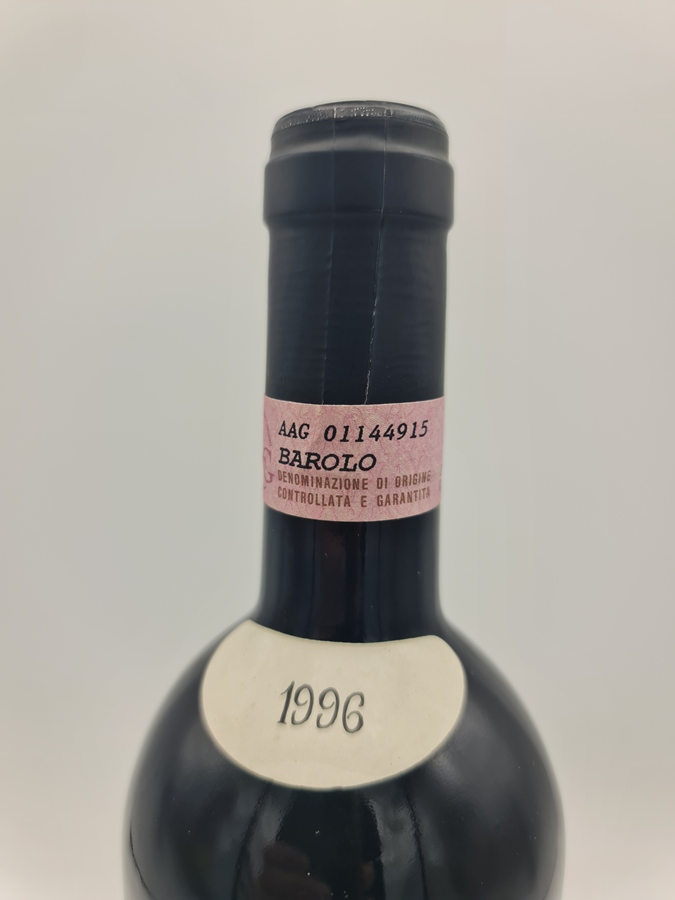 AAG 01144915
BAROLO
G
DENOMINAZIONE DI ORIGINE
CONTROLLATA E GARANTITA
1996